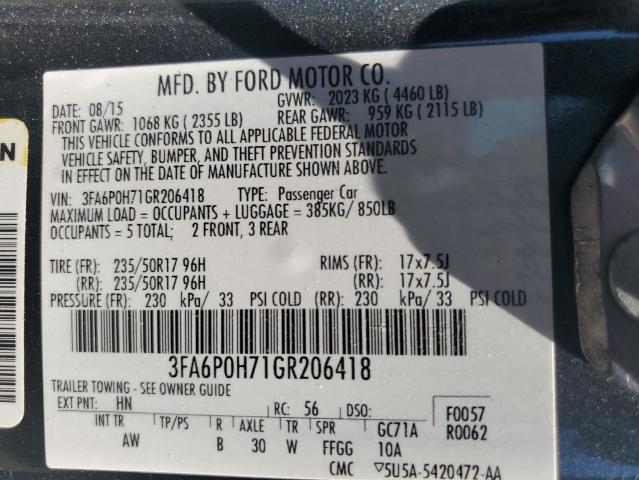 MFD. BY FORD MOTOR CO.
DATE: 08/15 GVWR: 2023 KG ( 4460 LB)
FRONT GAWR: 1068 KG ( 2355 LB) REAR GAWR: 959 KG ( 2115 LB)
THIS VEHICLE CONFORMS TO ALL APPLICABLE FEDERAL MOTOR
VEHICLE SAFETY, BUMPER, AND THEFT PREVENTION STANDARDS
IN EFFECT ON THE DATE OF MANUFACTURE SHOWN ABOVE.
VIN: 3FA6P0H71GR206418 TYPE: Passenger Car
MAXIMUM LOAD = OCCUPANTS + LUGGAGE = 385KG/ 850LB
OCCUPANTS = 5 TOTAL; 2 FRONT, 3 REAR
TIRE (FR): 235/50R17 96H RIMS (FR): 17x7.5J
(RR): 235/50R17 96H (RR): 17x7.5J
PRESSURE (FR): 230 kPa/ 33 PSI COLD (RR): 230 kPa/ 33 PSI COLD
3FA6P0H71GR206418
TRAILER TOWING - SEE OWNER GUIDE
EXT PNT: HN RC: 56 DSO: F0057
INT TR TP/PS R AXLE TR SPR GC71A R0062
AW B 30 W FFGG 10A
CMC ▽5U5A-5420472-AA
N